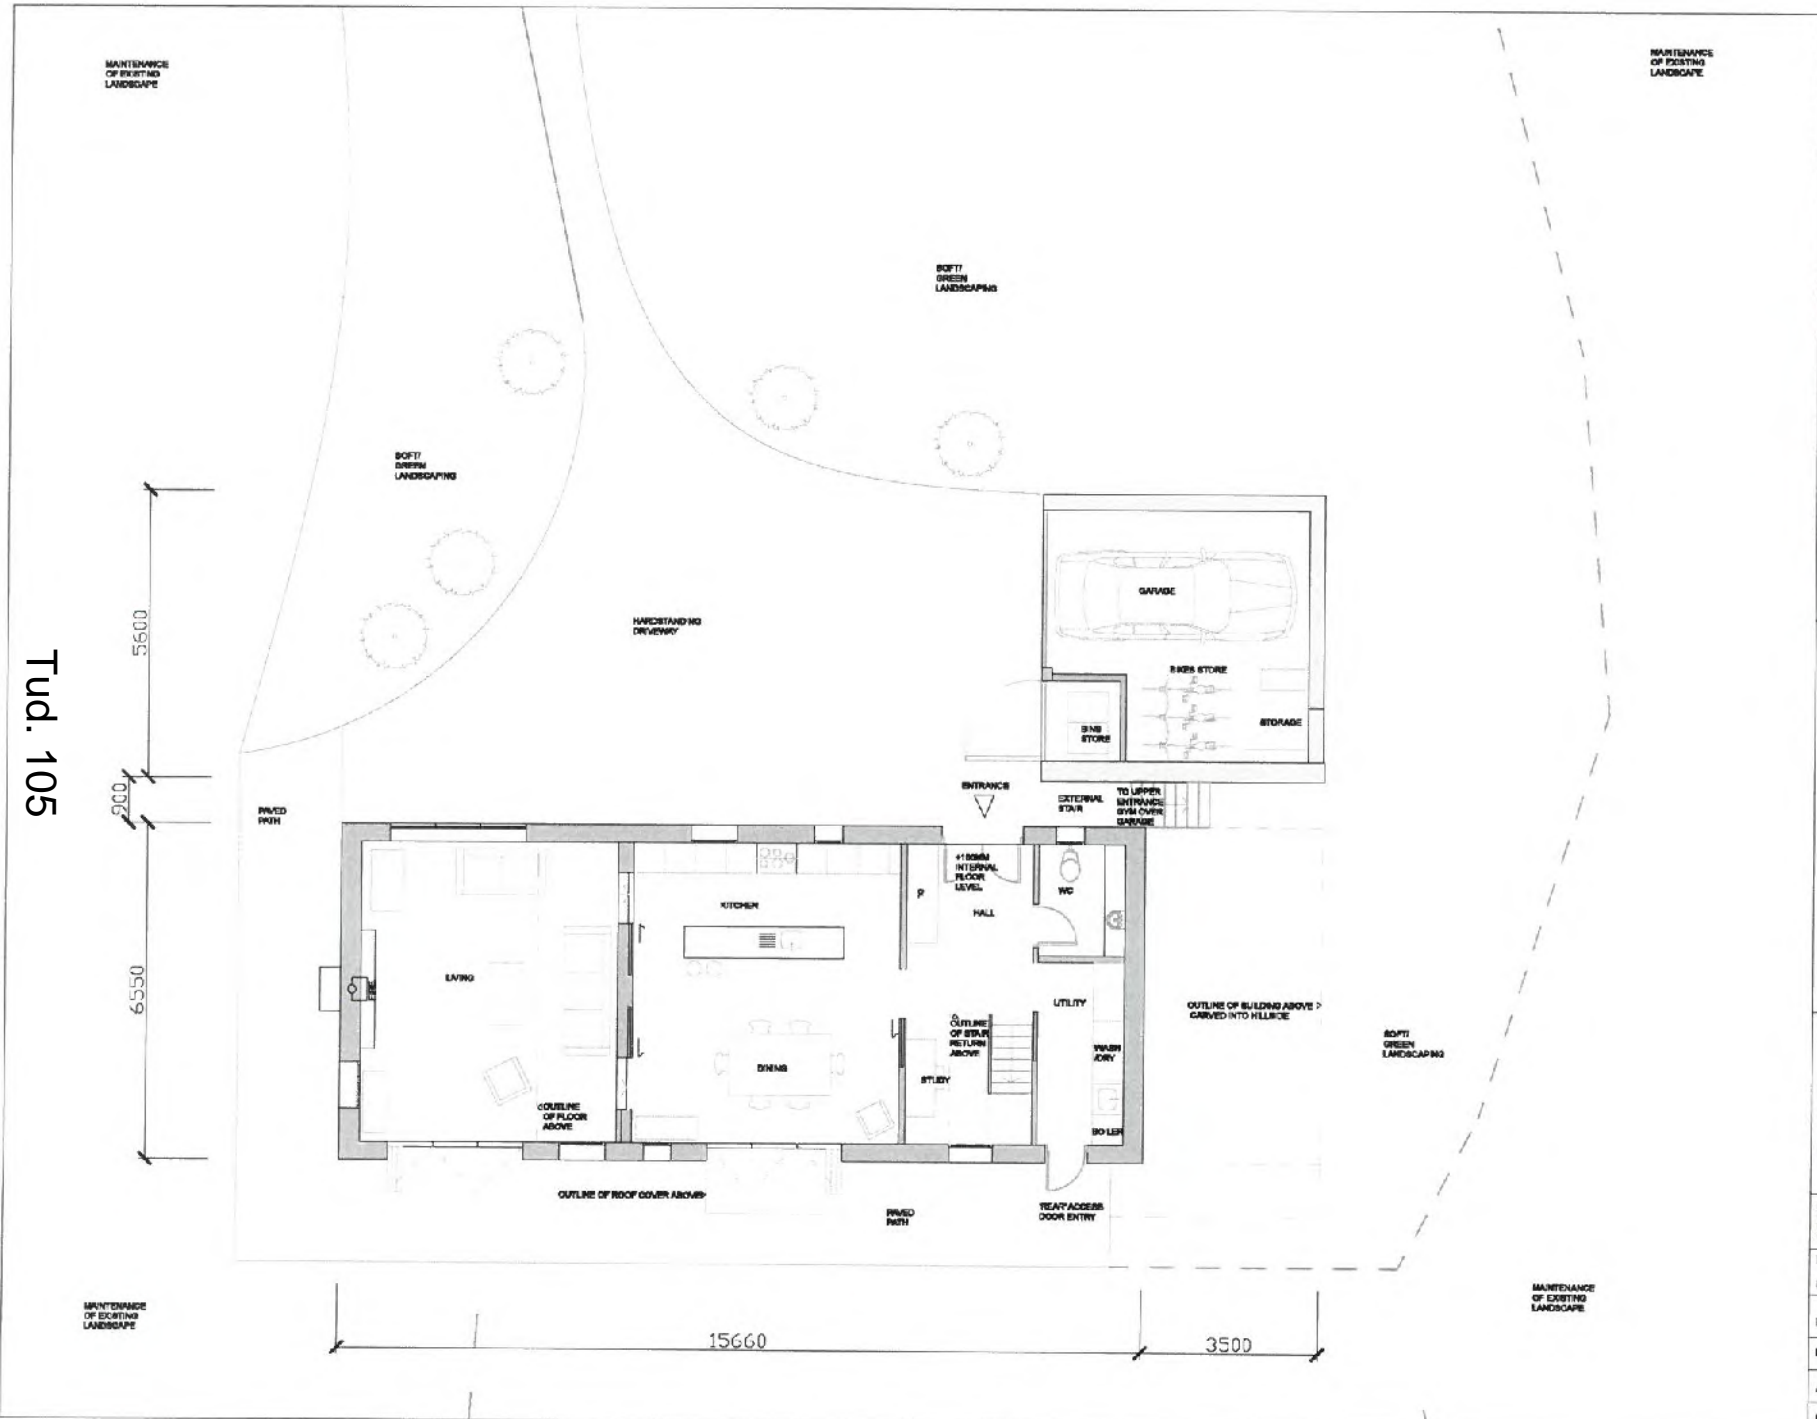 MAINTENANCE
OF EXISTING
LANDSCAPE
MAINTENANCE
OF EXISTING
LANDSCAPE
SOFT/
GREEN
LANDSCAPING
SOFT/
GREEN
LANDSCAPING
5600
HARDSTANDING
DRIVEWAY
GARAGE
BIKES STORE
STORAGE
BINS
STORE
Tud. 105
900
PAVED
PATH
ENTRANCE
EXTERNAL
STAIR
TO UPPER
ENTRANCE
GYM OVER
GARAGE
INTERNAL
FLOOR
LEVEL
WC
HALL
KITCHEN
6550
LIVING
FIRE
UTILITY
OUTLINE OF BUILDING ABOVE >
CARVED INTO HILLSIDE
OUTLINE
OF STAIR
RETURN
ABOVE
SOFT/
GREEN
LANDSCAPING
WASH
/DRY
DINING
STUDY
<OUTLINE
OF FLOOR
ABOVE
BOILER
OUTLINE OF ROOF COVER ABOVE>
PAVED
PATH
REAR ACCESS
DOOR ENTRY
MAINTENANCE
OF EXISTING
LANDSCAPE
MAINTENANCE
OF EXISTING
LANDSCAPE
15660
3500